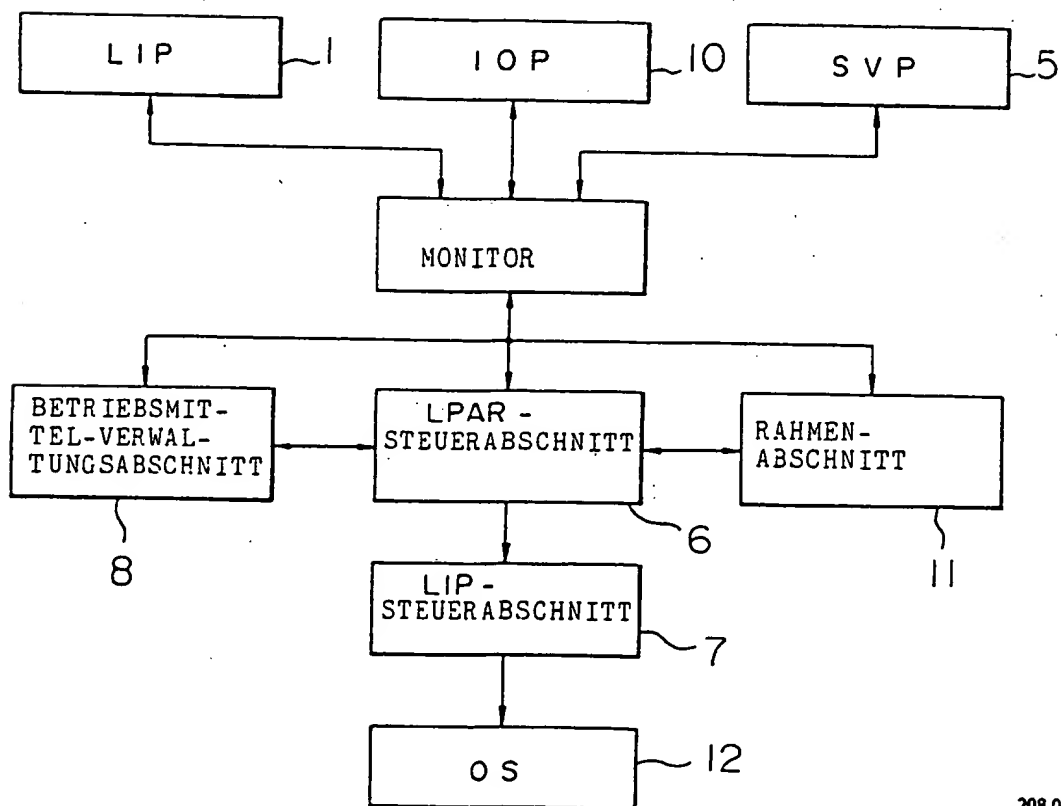 LIP
1
IOP
10
SVP
5
MONITOR
BETRIEBSMIT-
TEL-VERWAL-
TUNGSABSCHNITT
8
LPAR-
STEUERABSCHNITT
6
RAHMEN-
ABSCHNITT
11
LIP-
STEUERABSCHNITT
7
OS
12